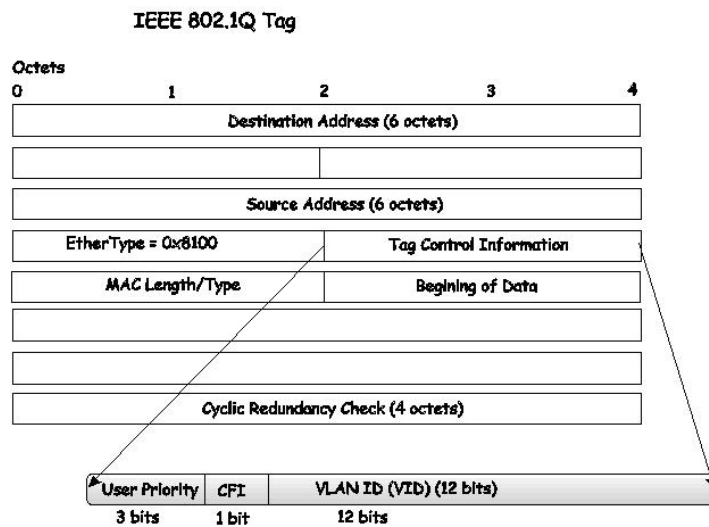 IEEE 802.1Q Tag
Octets
0 1 2 3 4
Destination Address (6 octets)
Source Address (6 octets)
EtherType = 0x8100 Tag Control Information
MAC Length/Type Begining of Data
Cyclic Redundancy Check (4 octets)
User Priority CFI VLAN ID (VID) (12 bits)
3 bits 1 bit 12 bits